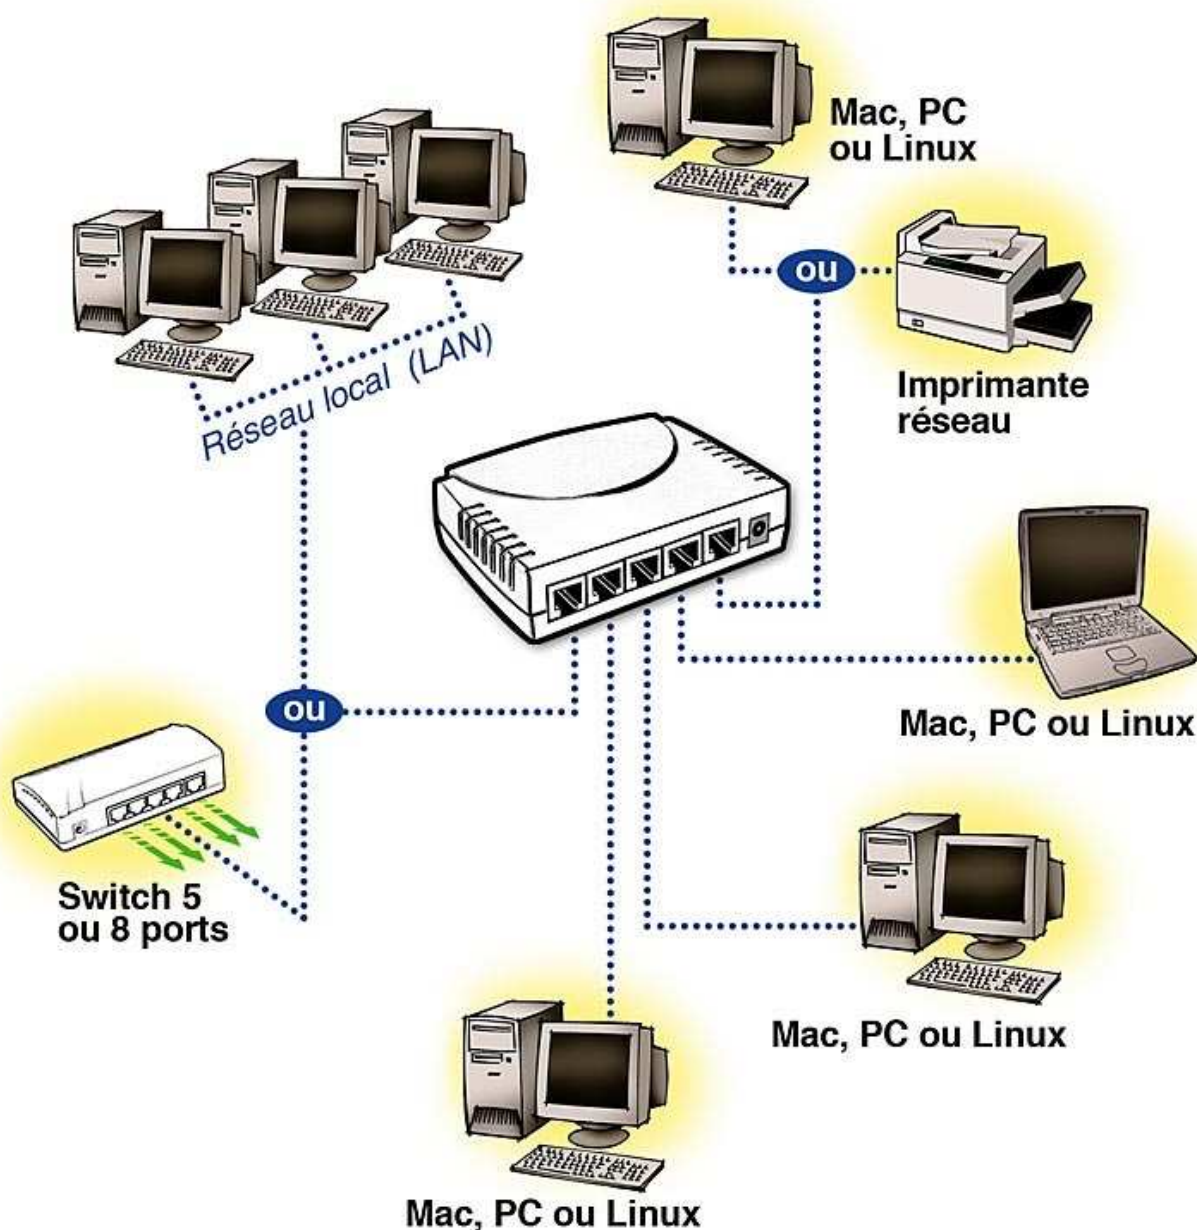 Mac, PC
ou Linux
ou
Imprimante
réseau
Réseau local (LAN)
Mac, PC ou Linux
ou
Switch 5
ou 8 ports
Mac, PC ou Linux
Mac, PC ou Linux